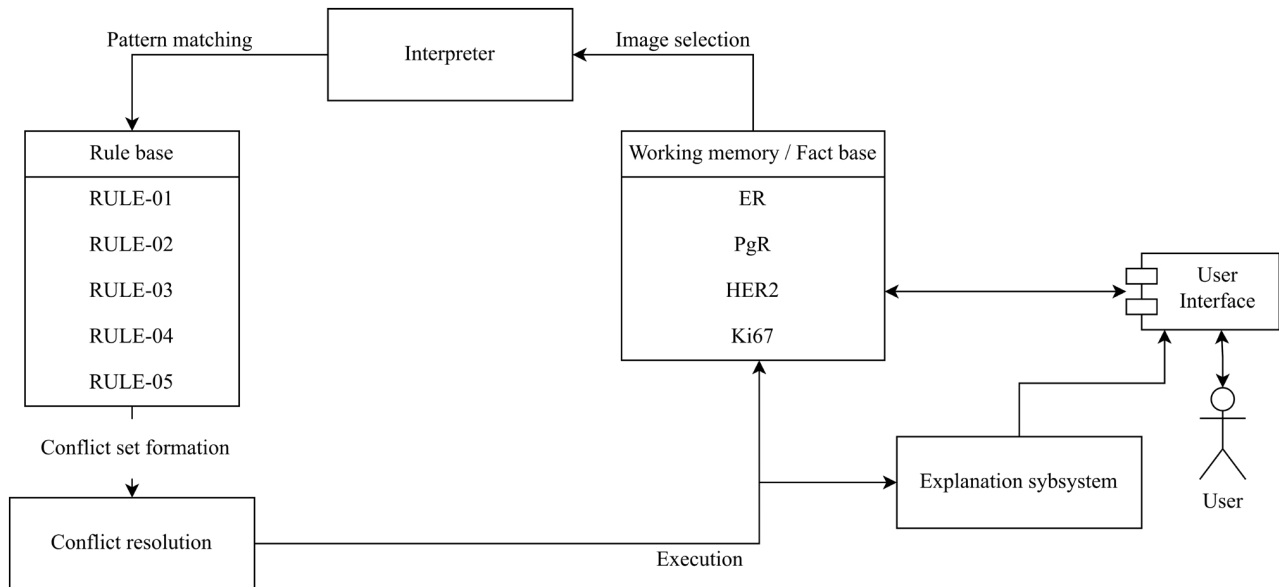 Pattern matching
Interpreter
Image selection
Rule base
RULE-01
RULE-02
RULE-03
RULE-04
RULE-05
Working memory / Fact base
ER
PgR
HER2
Ki67
User
Interface
Conflict set formation
Explanation sybsystem
User
Conflict resolution
Execution